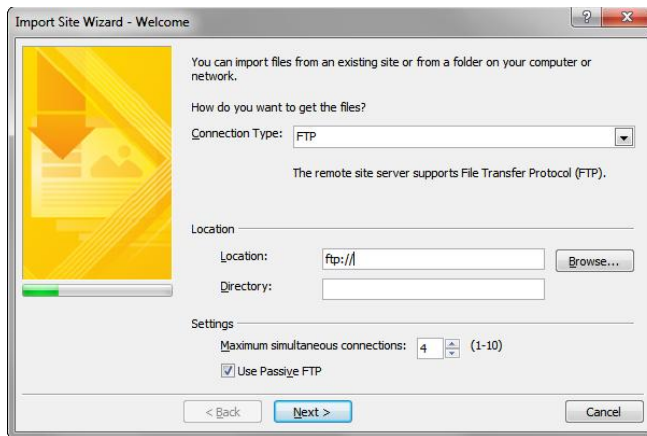 Import Site Wizard - Welcome
You can import files from an existing site or from a folder on your computer or
network.
How do you want to get the files?
Connection Type: FTP
The remote site server supports File Transfer Protocol (FTP).
Location
Location: ftp://
Browse...
Directory:
Settings
Maximum simultaneous connections: 4 (1-10)
Use Passive FTP
< Back Next > Cancel